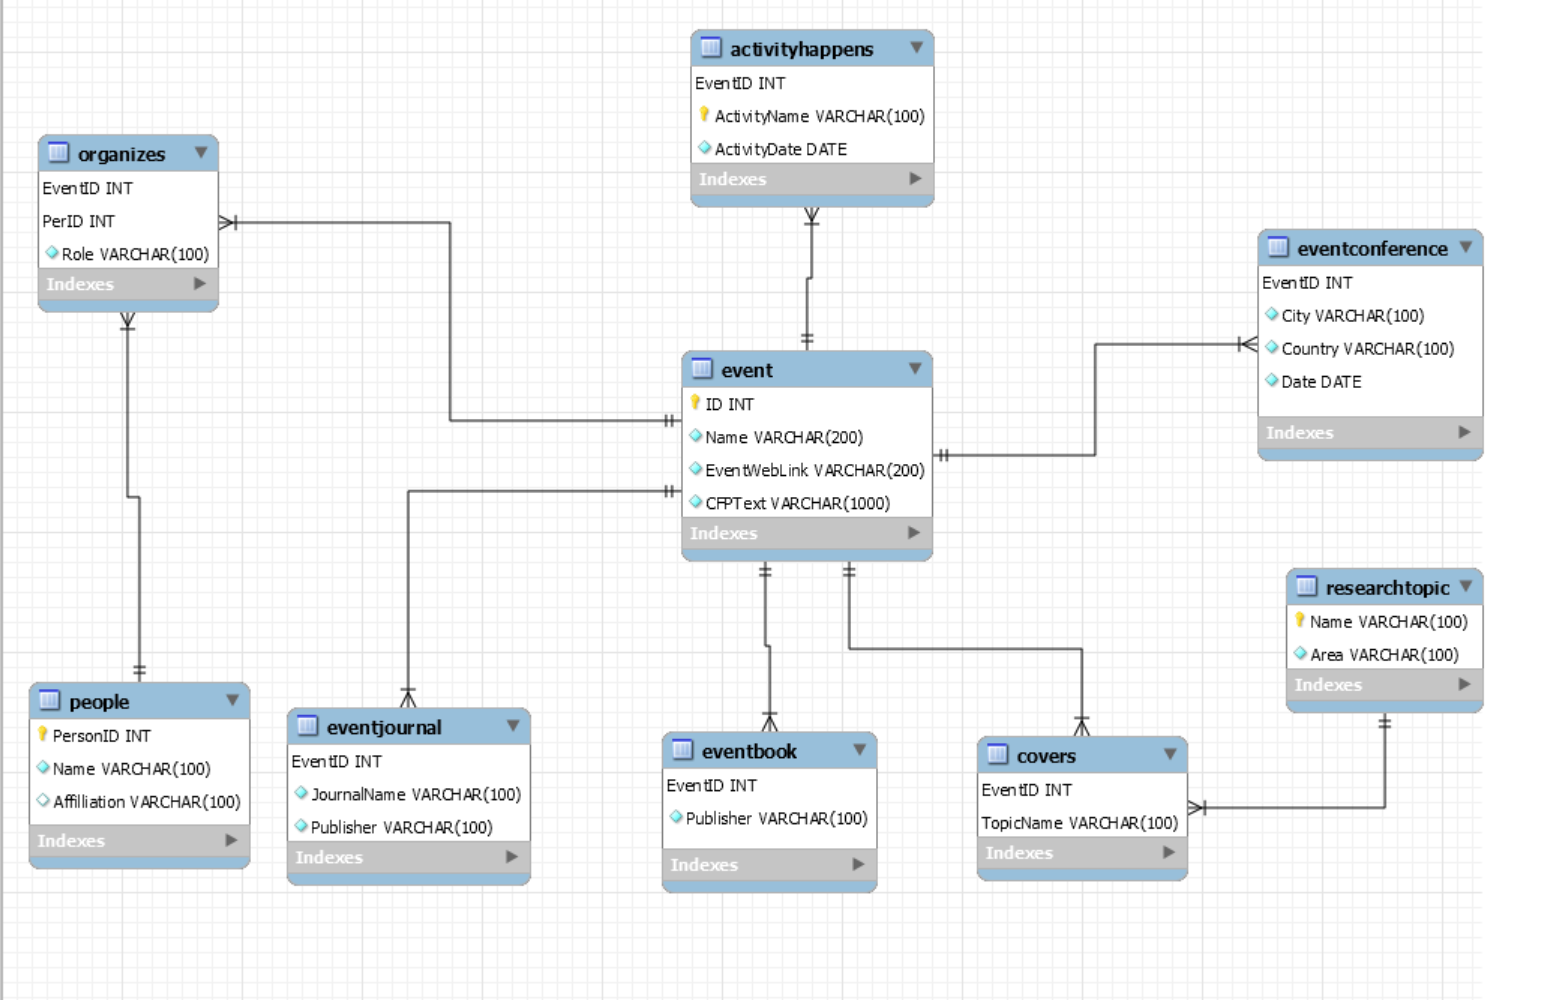 activityhappens
EventID INT
ActivityName VARCHAR(100)
ActivityDate DATE
Indexes
organizes
EventID INT
PerID INT
Role VARCHAR(100)
Indexes
eventconference
EventID INT
City VARCHAR(100)
Country VARCHAR(100)
Date DATE
Indexes
event
ID INT
Name VARCHAR(200)
EventWebLink VARCHAR(200)
CFPText VARCHAR(1000)
Indexes
researchtopic
Name VARCHAR(100)
Area VARCHAR(100)
Indexes
people
PersonID INT
Name VARCHAR(100)
Affilliation VARCHAR(100)
Indexes
eventjournal
EventID INT
JournalName VARCHAR(100)
Publisher VARCHAR(100)
Indexes
eventbook
EventID INT
Publisher VARCHAR(100)
Indexes
covers
EventID INT
TopicName VARCHAR(100)
Indexes